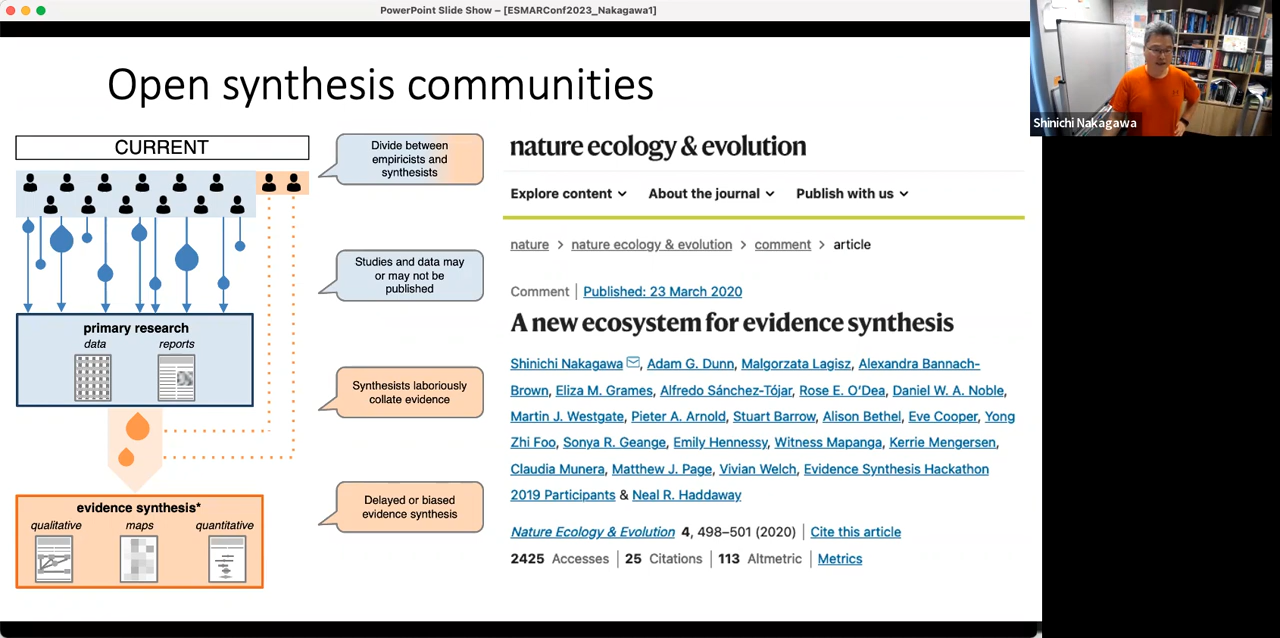 PowerPoint Slide Show – [ESMARConf2023_Nakagawa1]
Shinichi Nakagawa
Open synthesis communities
CURRENT
Divide between
empiricists and
synthesists
Studies and data may
or may not be
published
primary research
data reports
Synthesists laboriously
collate evidence
Delayed or biased
evidence synthesis
evidence synthesis*
qualitative maps quantitative
nature ecology & evolution
Explore content About the journal Publish with us
nature > nature ecology & evolution > comment > article
Comment | Published: 23 March 2020
A new ecosystem for evidence synthesis
Shinichi Nakagawa, Adam G. Dunn, Malgorzata Lagisz, Alexandra Bannach-
Brown, Eliza M. Grames, Alfredo Sánchez-Tójar, Rose E. O’Dea, Daniel W. A. Noble,
Martin J. Westgate, Pieter A. Arnold, Stuart Barrow, Alison Bethel, Eve Cooper, Yong
Zhi Foo, Sonya R. Geange, Emily Hennessy, Witness Mapanga, Kerrie Mengersen,
Claudia Munera, Matthew J. Page, Vivian Welch, Evidence Synthesis Hackathon
2019 Participants & Neal R. Haddaway
Nature Ecology & Evolution 4, 498–501 (2020) | Cite this article
2425 Accesses | 25 Citations | 113 Altmetric | Metrics